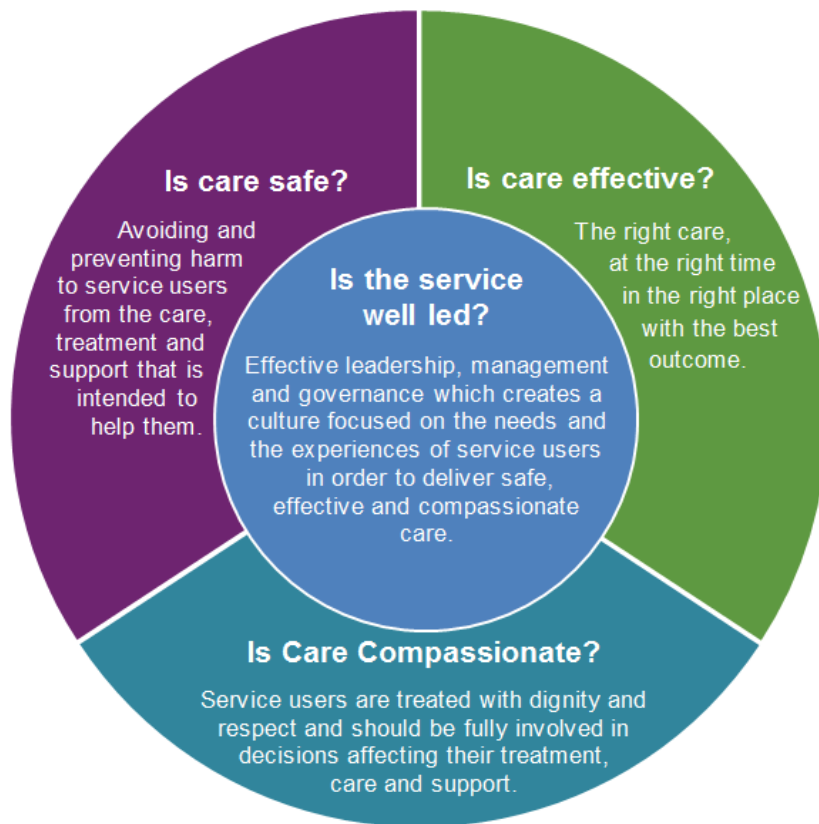 Is care safe?
Avoiding and
preventing harm
to service users
from the care,
treatment and
support that is
intended to
help them.
Is care effective?
The right care,
at the right time
in the right place
with the best
outcome.
Is the service
well led?
Effective leadership, management
and governance which creates a
culture focused on the needs and
the experiences of service users
in order to deliver safe,
effective and compassionate
care.
Is Care Compassionate?
Service users are treated with dignity and
respect and should be fully involved in
decisions affecting their treatment,
care and support.